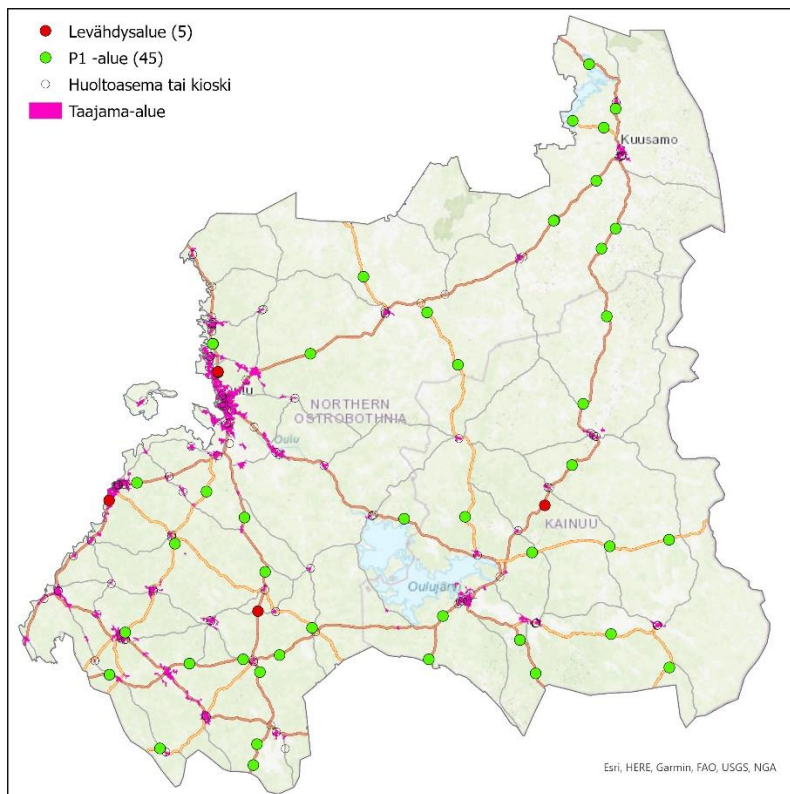 Levähdysalue (5)
P1 -alue (45)
Huoltoasema tai kioski
Taajama-alue
Kuusamo
NORTHERN
OSTROBOTHNIA
Oulu
KAINUU
Oulujärvi
Esri, HERE, Garmin, FAO, USGS, NGA